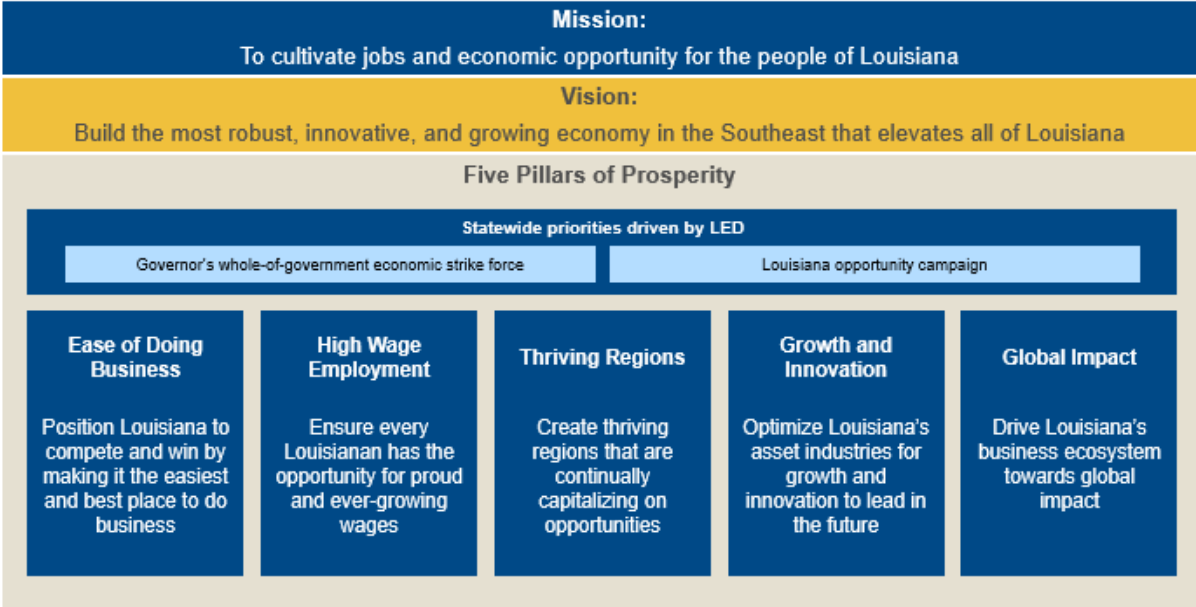 Mission:
To cultivate jobs and economic opportunity for the people of Louisiana
Vision:
Build the most robust, innovative, and growing economy in the Southeast that elevates all of Louisiana
Five Pillars of Prosperity
Statewide priorities driven by LED
Governor's whole-of-government economic strike force
Louisiana opportunity campaign
Ease of Doing
Business
Position Louisiana to
compete and win by
making it the easiest
and best place to do
business
High Wage
Employment
Ensure every
Louisianan has the
opportunity for proud
and ever-growing
wages
Thriving Regions
Create thriving
regions that are
continually
capitalizing on
opportunities
Growth and
Innovation
Optimize Louisiana's
asset industries for
growth and
innovation to lead in
the future
Global Impact
Drive Louisiana's
business ecosystem
towards global
impact